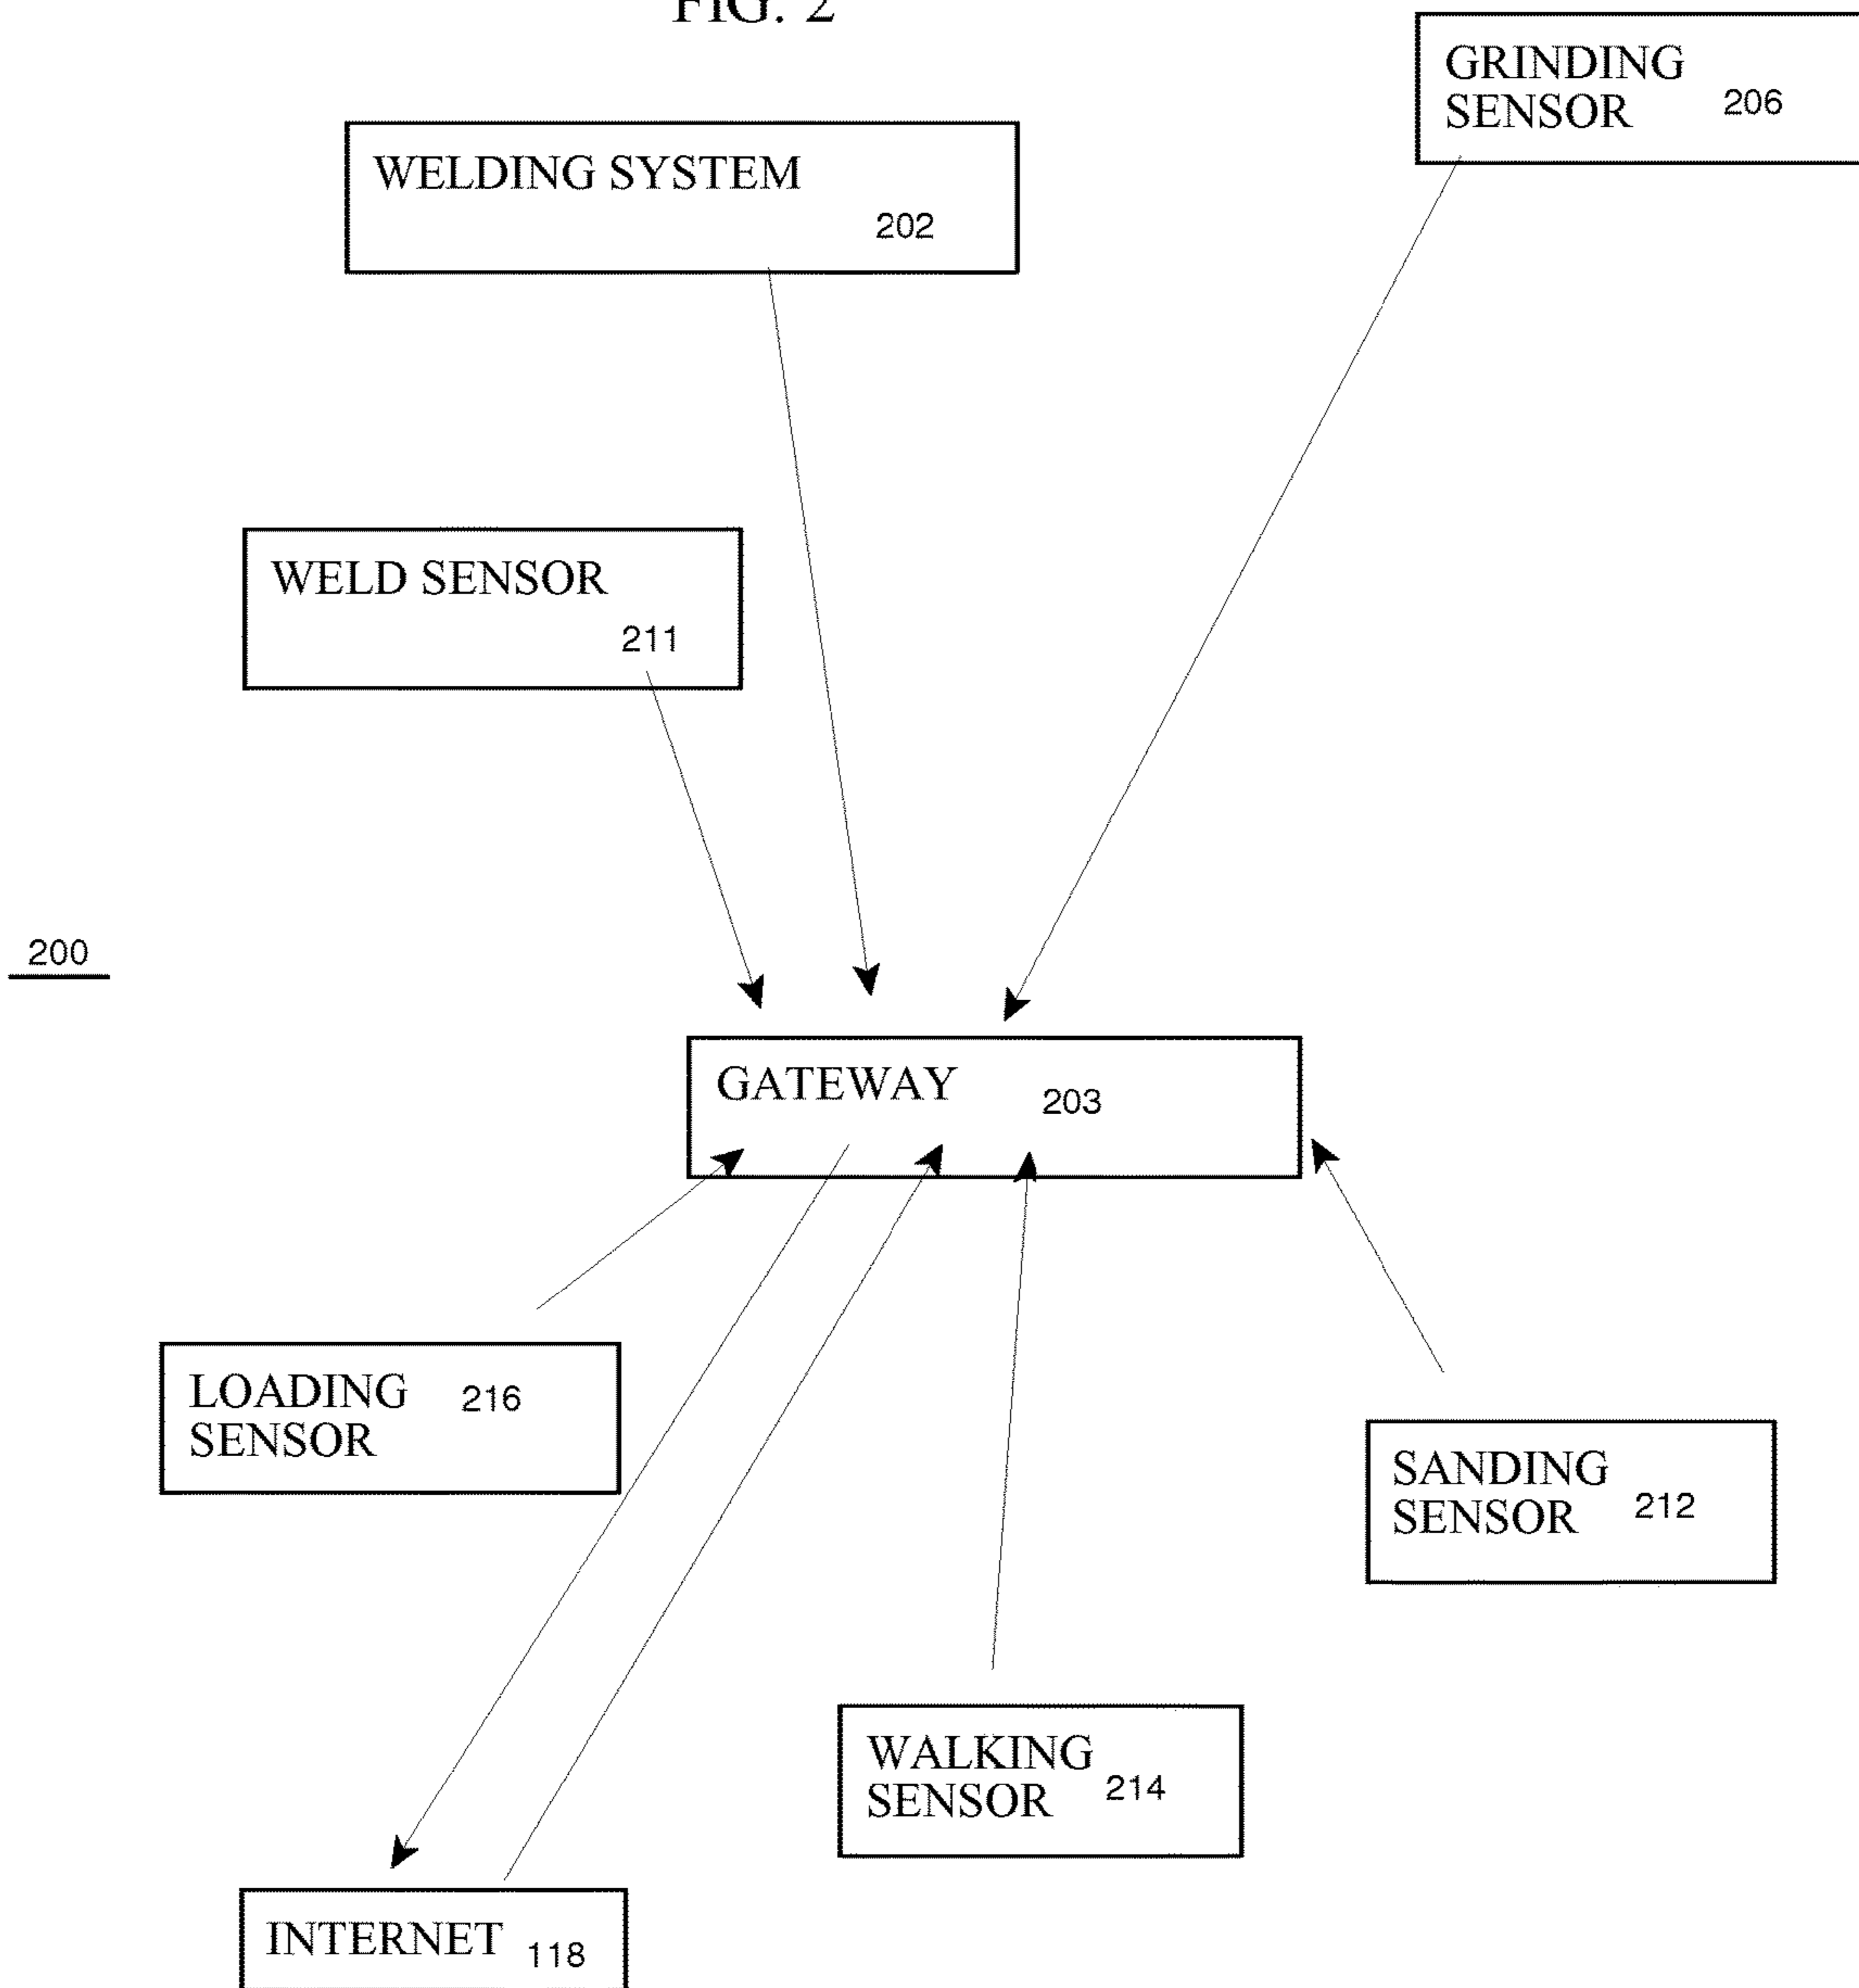 FIG. 2
GRINDING
SENSOR 206
WELDING SYSTEM
202
WELD SENSOR
211
200
GATEWAY 203
LOADING 216
SENSOR
SANDING
SENSOR 212
WALKING
SENSOR 214
INTERNET 118